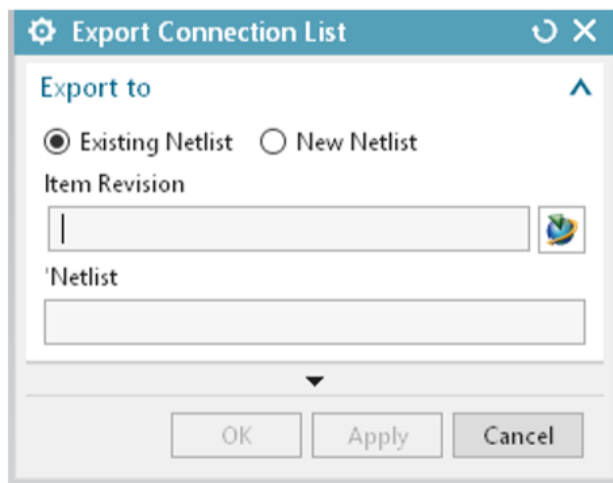 Export Connection List
Export to
Existing Netlist New Netlist
Item Revision
'Netlist
OK Apply Cancel